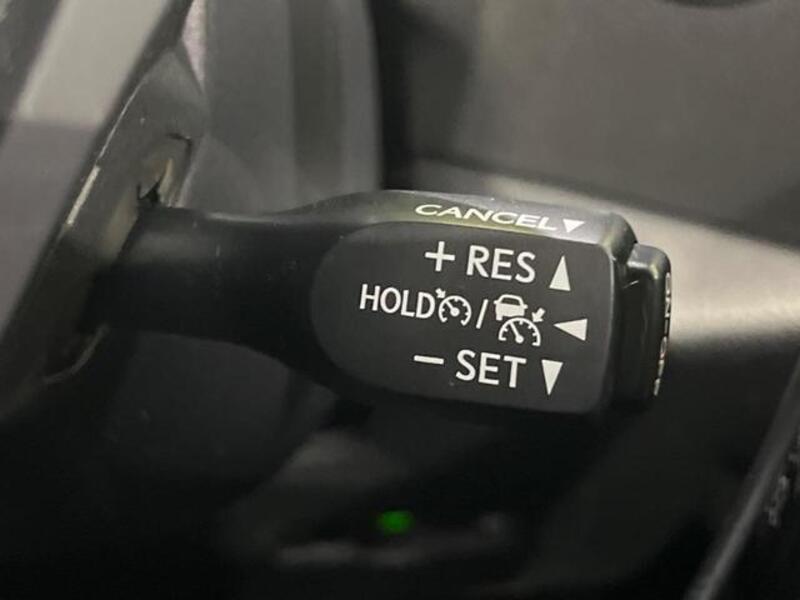 CANCEL▼
+ RES ▲
HOLD / ◀
− SET ▼